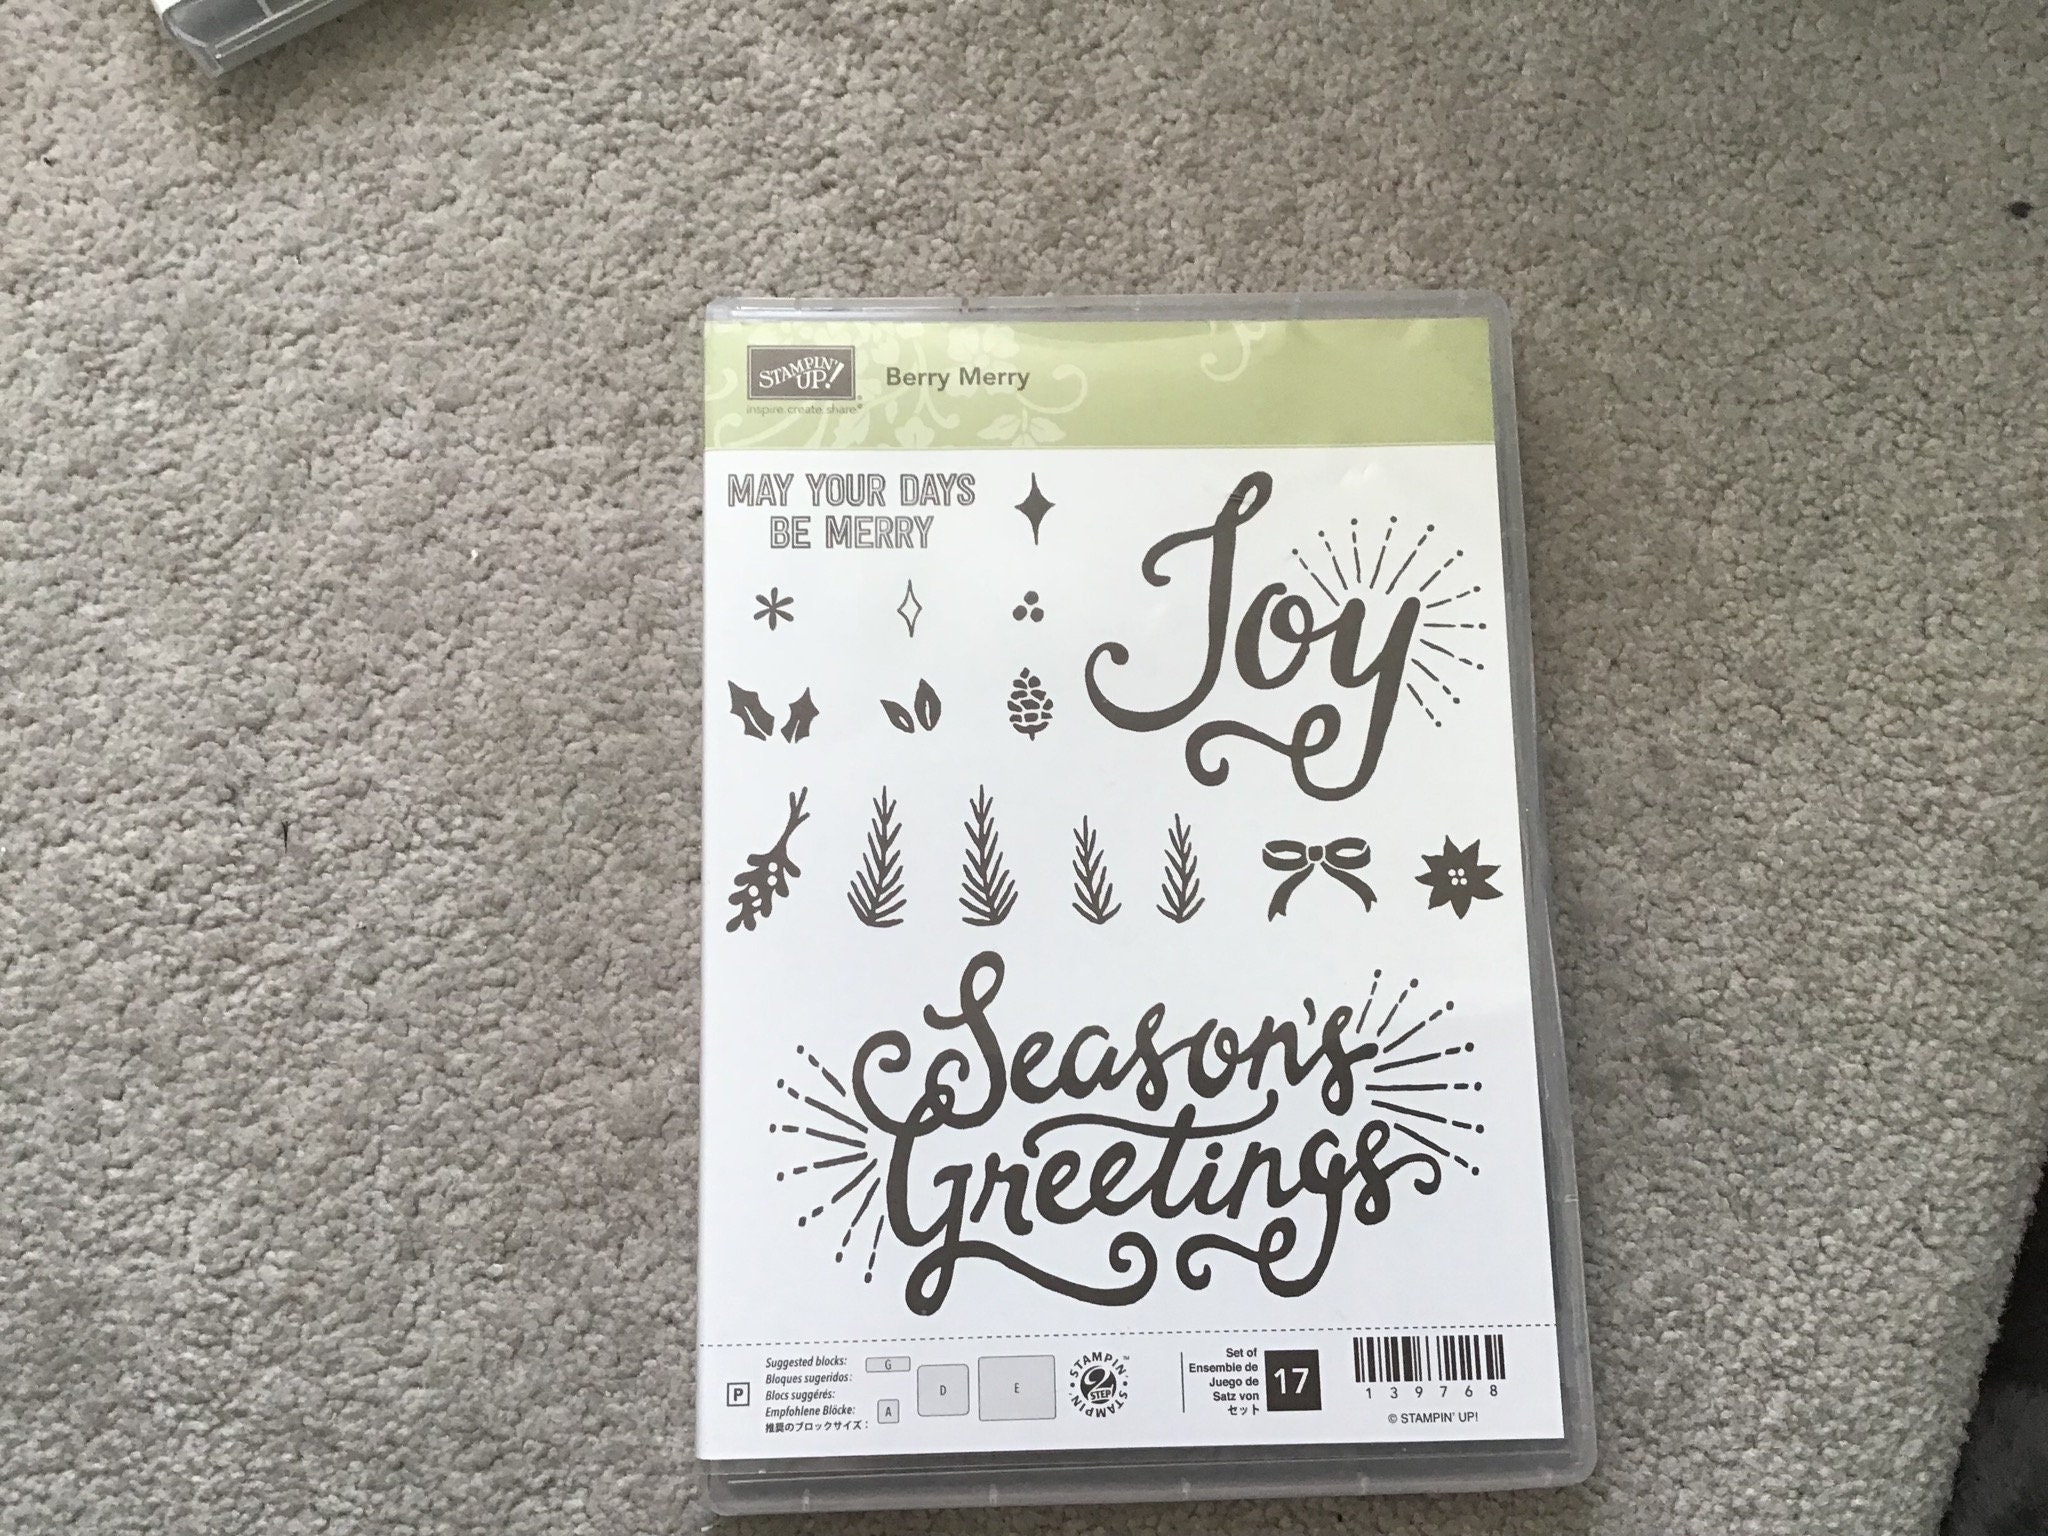 STAMPIN' UP!®
inspire.create.share®
Berry Merry
MAY YOUR DAYS
BE MERRY
Joy
Season's
Greetings
P
Suggested blocks:
Bloques sugeridos:
Blocs suggérés:
Empfohlene Blöcke:
推奨のブロックサイズ：
G
A
D
E
STAMPIN'™
2
STEP
STAMPIN'
Set of
Ensemble de
Juego de
Satz von
セット
17
139768
© STAMPIN' UP!